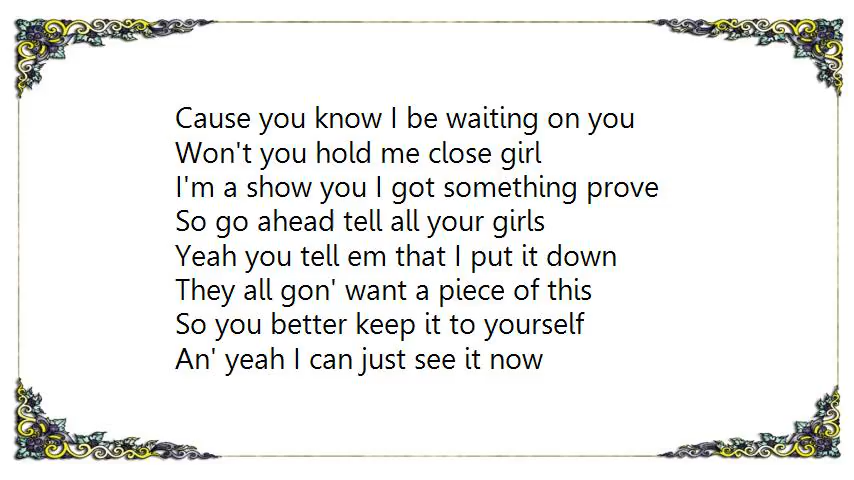 Cause you know I be waiting on you
Won't you hold me close girl
I'm a show you I got something prove
So go ahead tell all your girls
Yeah you tell em that I put it down
They all gon' want a piece of this
So you better keep it to yourself
An' yeah I can just see it now